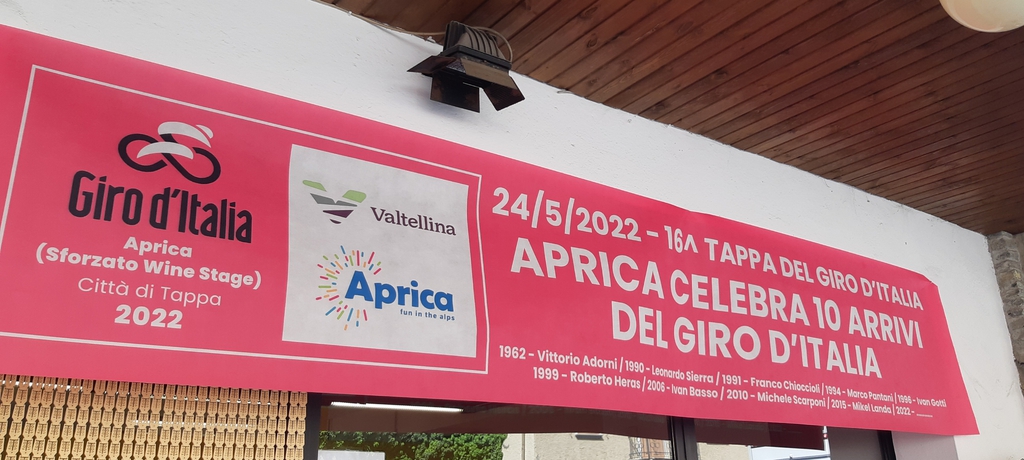 Giro d'Italia
Aprica
(Sforzato Wine Stage)
Città di Tappa
2022
Valtellina
Aprica
fun in the alps
24/5/2022 – 16^ TAPPA DEL GIRO D'ITALIA
APRICA CELEBRA 10 ARRIVI
DEL GIRO D'ITALIA
1962 - Vittorio Adorni / 1990 - Leonardo Sierra / 1991 - Franco Chioccioli / 1994 - Marco Pantani / 1996 - Ivan Gotti
1999 - Roberto Heras / 2006 - Ivan Basso / 2010 - Michele Scarponi / 2015 - Mikel Landa / 2022 - ____